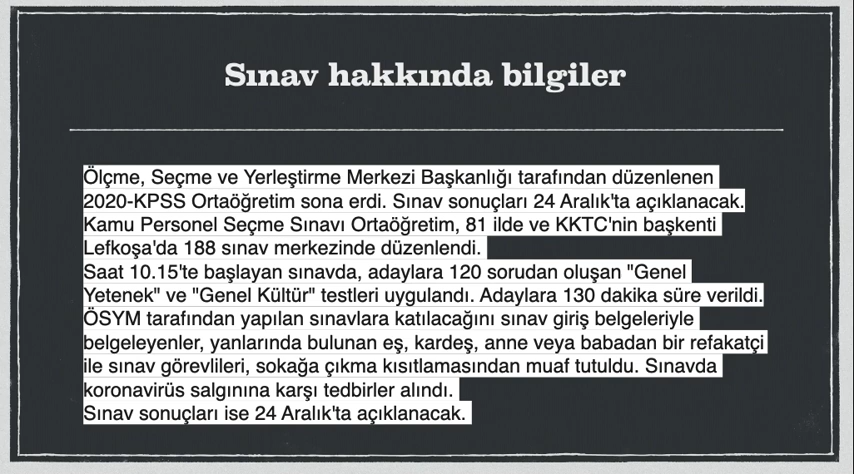 Sınav hakkında bilgiler
Ölçme, Seçme ve Yerleştirme Merkezi Başkanlığı tarafından düzenlenen
2020-KPSS Ortaöğretim sona erdi. Sınav sonuçları 24 Aralık'ta açıklanacak.
Kamu Personel Seçme Sınavı Ortaöğretim, 81 ilde ve KKTC'nin başkenti
Lefkoşa'da 188 sınav merkezinde düzenlendi.
Saat 10.15'te başlayan sınavda, adaylara 120 sorudan oluşan "Genel
Yetenek" ve "Genel Kültür" testleri uygulandı. Adaylara 130 dakika süre verildi.
ÖSYM tarafından yapılan sınavlara katılacağını sınav giriş belgeleriyle
belgeleyenler, yanlarında bulunan eş, kardeş, anne veya babadan bir refakatçi
ile sınav görevlileri, sokağa çıkma kısıtlamasından muaf tutuldu. Sınavda
koronavirüs salgınına karşı tedbirler alındı.
Sınav sonuçları ise 24 Aralık'ta açıklanacak.